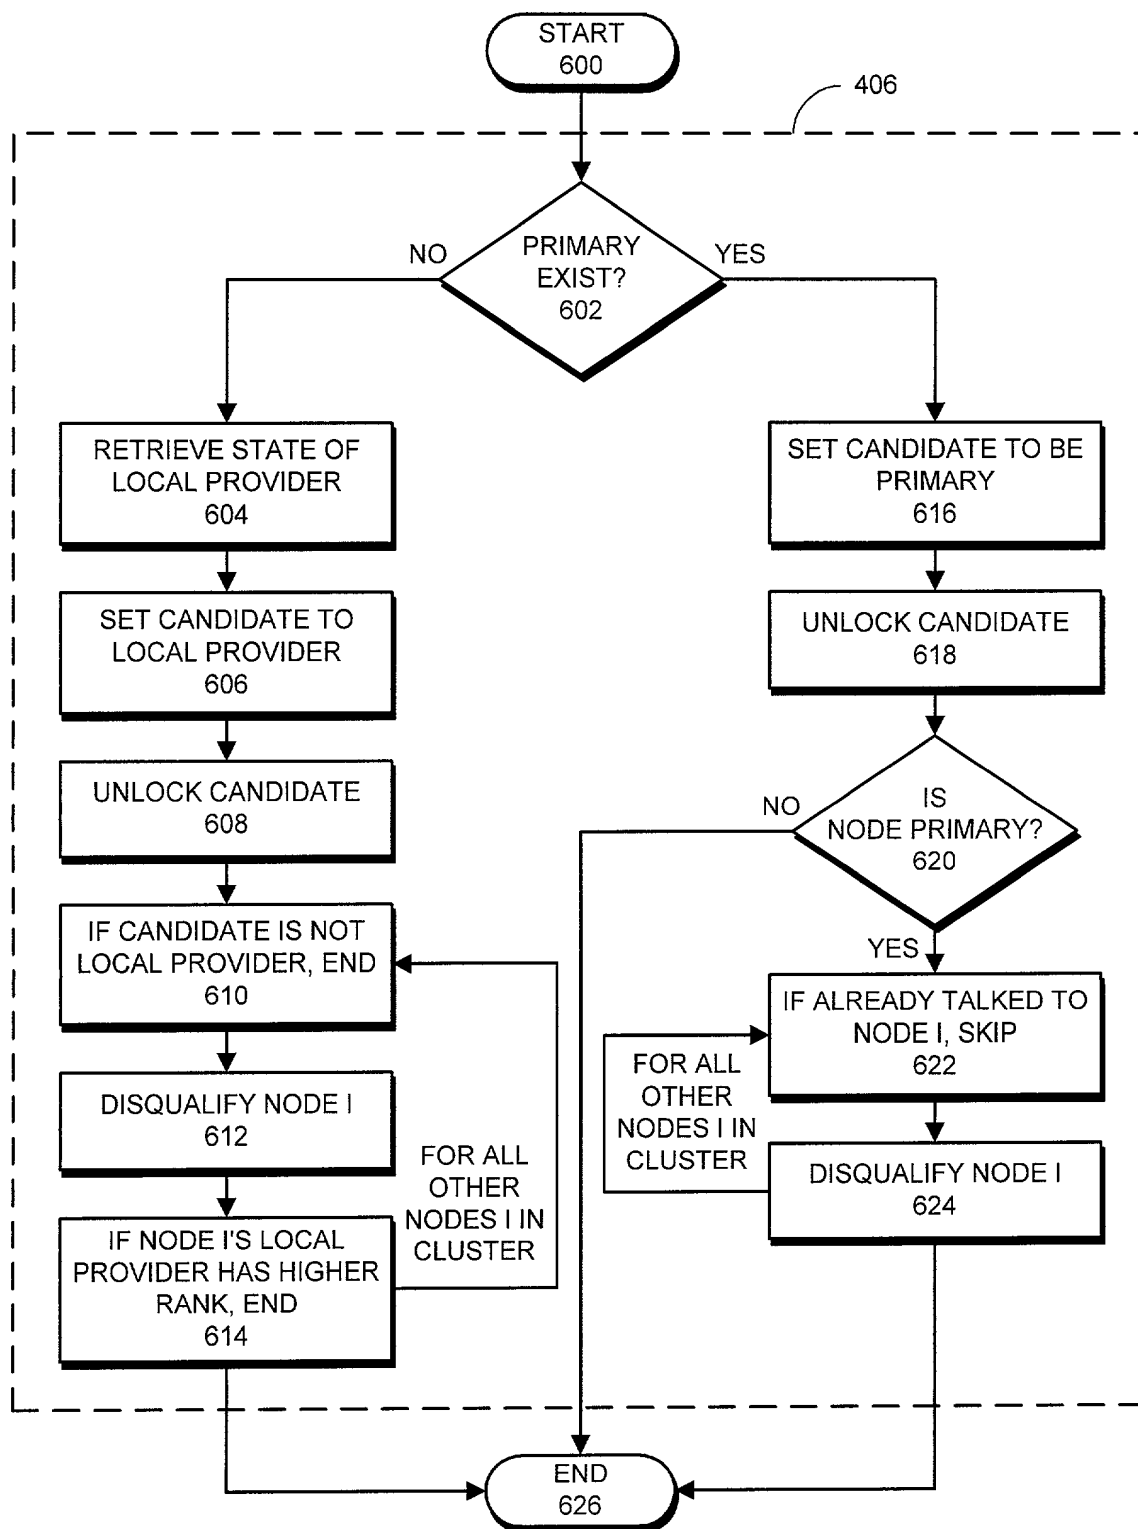 START
600
406
PRIMARY
EXIST?
602
NO
YES
RETRIEVE STATE OF
LOCAL PROVIDER
604
SET CANDIDATE TO
LOCAL PROVIDER
606
UNLOCK CANDIDATE
608
IF CANDIDATE IS NOT
LOCAL PROVIDER, END
610
DISQUALIFY NODE I
612
IF NODE I'S LOCAL
PROVIDER HAS HIGHER
RANK, END
614
FOR ALL
OTHER
NODES I IN
CLUSTER
SET CANDIDATE TO BE
PRIMARY
616
UNLOCK CANDIDATE
618
IS
NODE PRIMARY?
620
NO
YES
IF ALREADY TALKED TO
NODE I, SKIP
622
FOR ALL
OTHER
NODES I IN
CLUSTER
DISQUALIFY NODE I
624
END
626